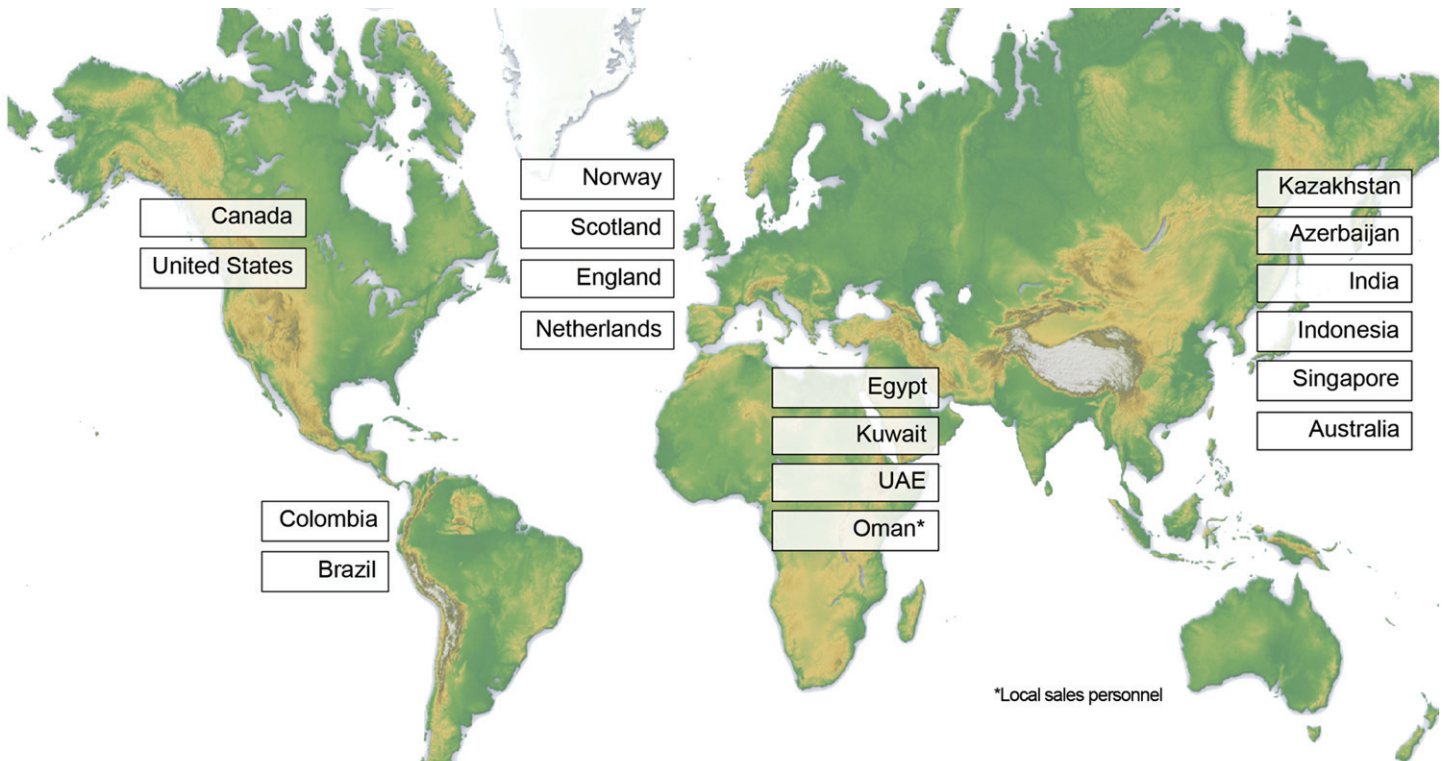 Canada
United States
Norway
Scotland
England
Netherlands
Kazakhstan
Azerbaijan
India
Indonesia
Singapore
Australia
Egypt
Kuwait
UAE
Oman*
Colombia
Brazil
*Local sales personnel